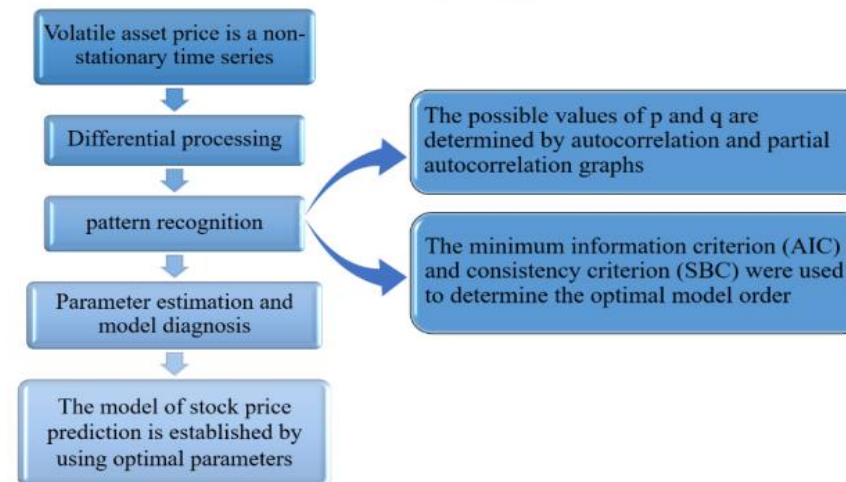 Volatile asset price is a non-
stationary time series
Differential processing
pattern recognition
Parameter estimation and
model diagnosis
The model of stock price
prediction is established by
using optimal parameters
The possible values of p and q are
determined by autocorrelation and partial
autocorrelation graphs
The minimum information criterion (AIC)
and consistency criterion (SBC) were used
to determine the optimal model order